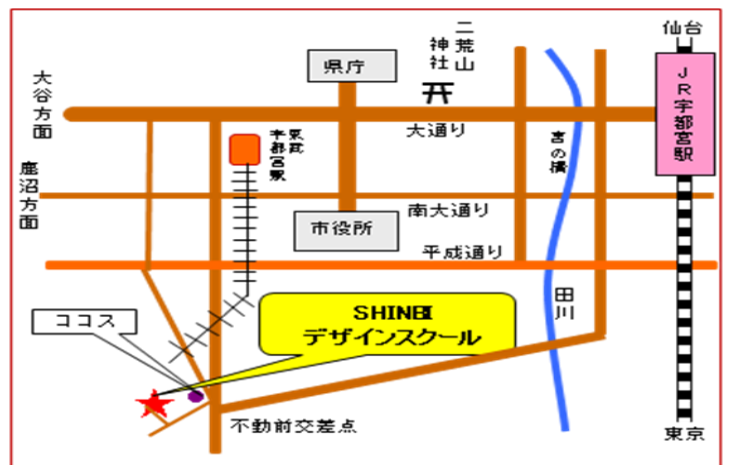 仙台
二荒山
神社
県庁
JR宇都宮駅
大谷方面
大通り
東武
宇都宮駅
宮の橋
鹿沼方面
南大通り
市役所
平成通り
田川
ココス
SHINBI
デザインスクール
不動前交差点
東京